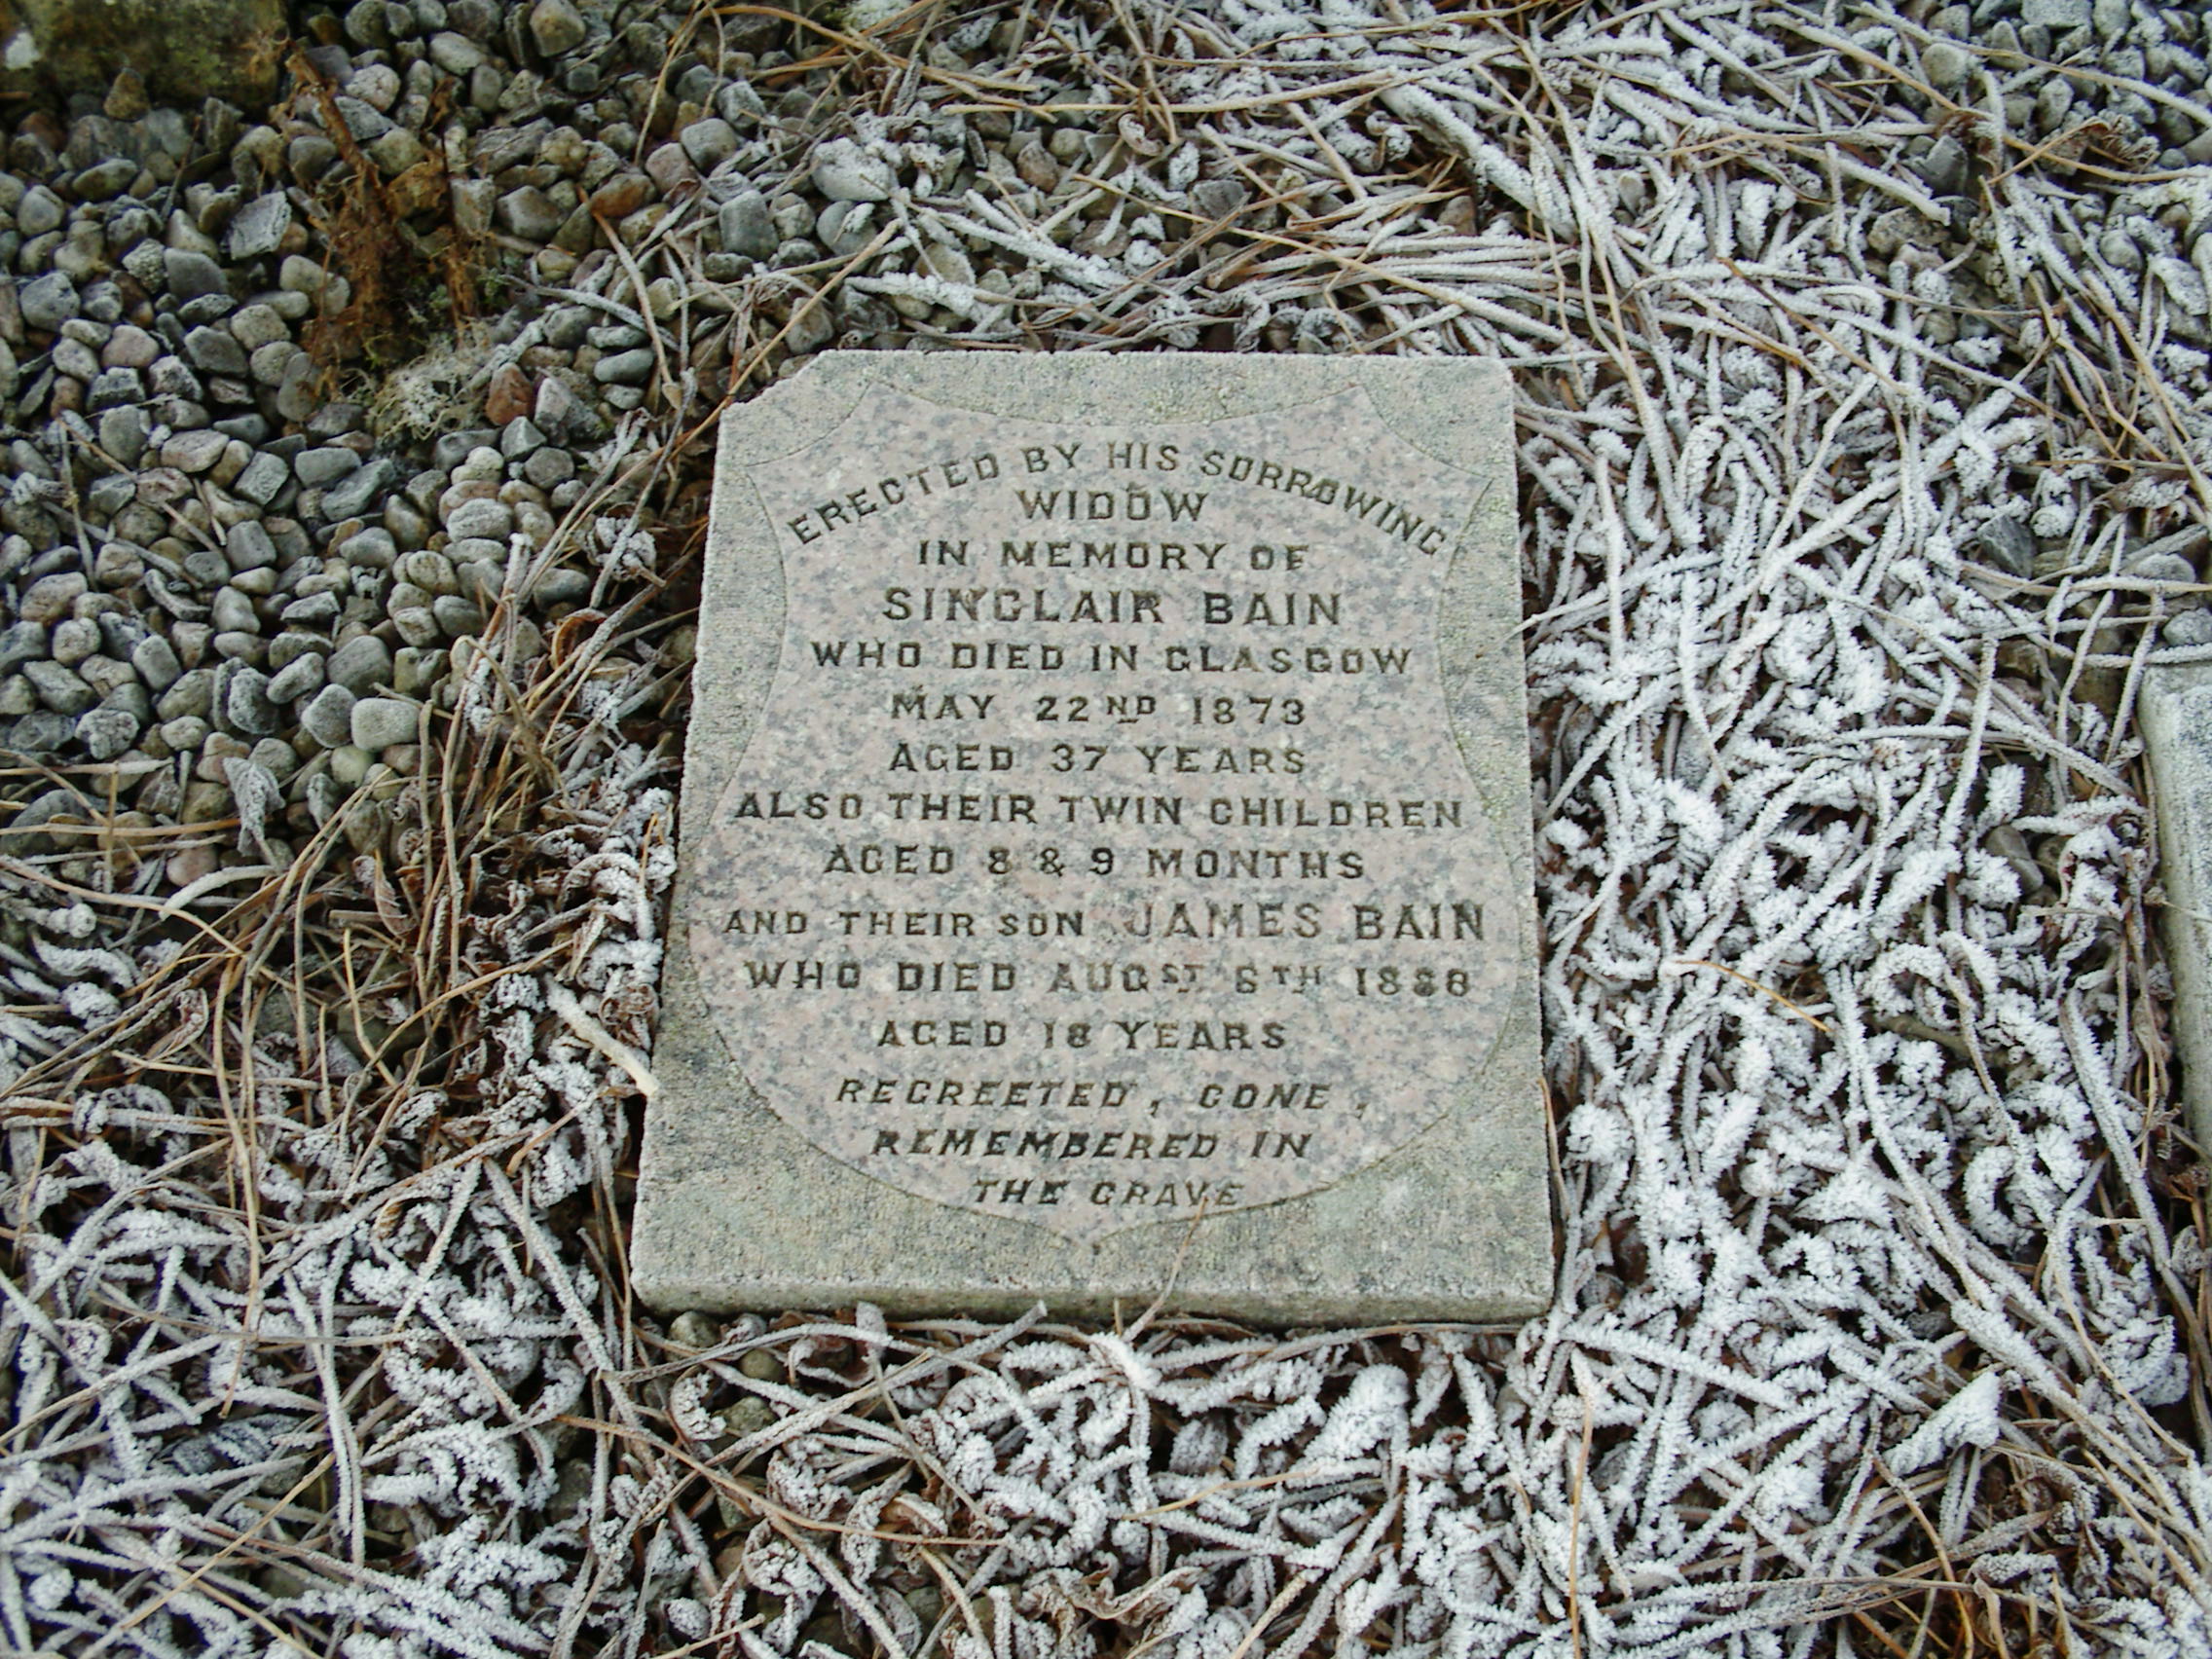 ERECTED BY HIS SORROWING
WIDOW
IN MEMORY OF
SINCLAIR BAIN
WHO DIED IN GLASGOW
MAY 22ND 1873
AGED 37 YEARS
ALSO THEIR TWIN CHILDREN
AGED 8 & 9 MONTHS
AND THEIR SON JAMES BAIN
WHO DIED AUGST 6TH 1888
AGED 18 YEARS
REGREETED, GONE,
REMEMBERED IN
THE GRAVE